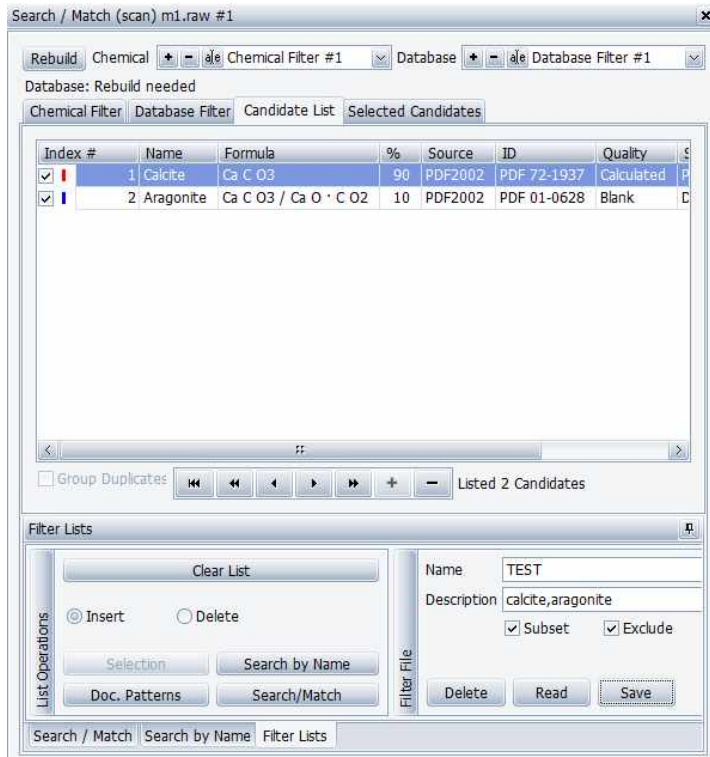 Search / Match (scan) m1.raw #1
Rebuild Chemical + - a|e Chemical Filter #1 Database + - a|e Database Filter #1
Database: Rebuild needed
Chemical Filter Database Filter Candidate List Selected Candidates
Index # Name Formula % Source ID Quality
1 Calcite Ca C O3 90 PDF2002 PDF 72-1937 Calculated P
2 Aragonite Ca C O3 / Ca O · C O2 10 PDF2002 PDF 01-0628 Blank D
Group Duplicates + - Listed 2 Candidates
Filter Lists
List Operations
Clear List
Insert Delete
Selection Search by Name
Doc. Patterns Search/Match
Filter File
Name TEST
Description calcite,aragonite
Subset Exclude
Delete Read Save
Search / Match Search by Name Filter Lists